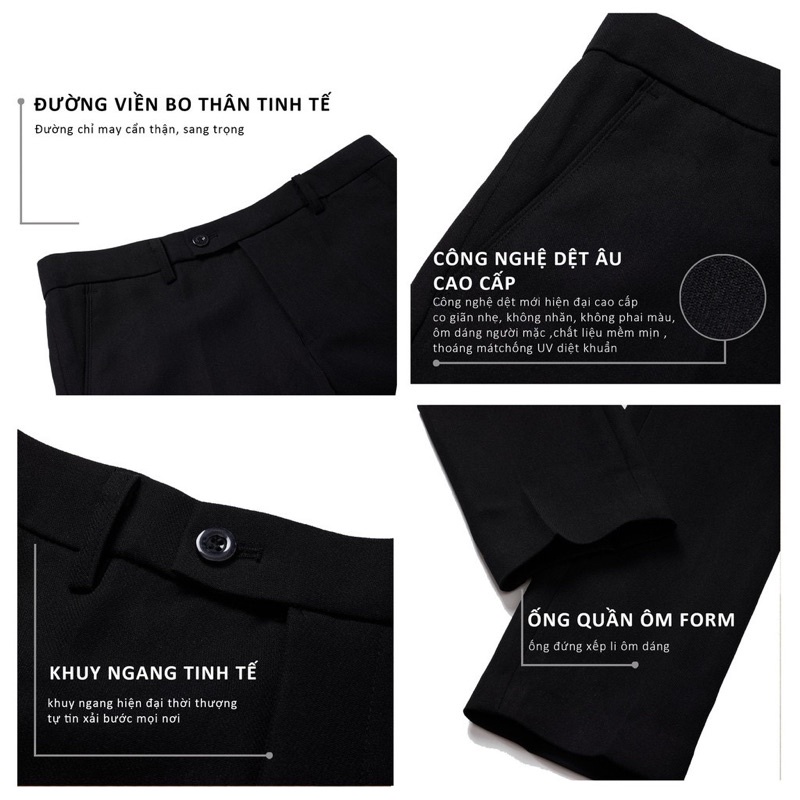 ĐƯỜNG VIỀN BO THÂN TINH TẾ
Đường chỉ may cẩn thận, sang trọng
CÔNG NGHỆ DỆT ÂU
CAO CẤP
Công nghệ dệt mới hiện đại cao cấp
co giãn nhẹ, không nhăn, không phai màu,
ôm dáng người mặc ,chất liệu mềm mịn ,
thoáng mátchống UV diệt khuẩn
KHUY NGANG TINH TẾ
khuy ngang hiện đại thời thượng
tự tin xải bước mọi nơi
ỐNG QUẦN ÔM FORM
ống đứng xếp li ôm dáng